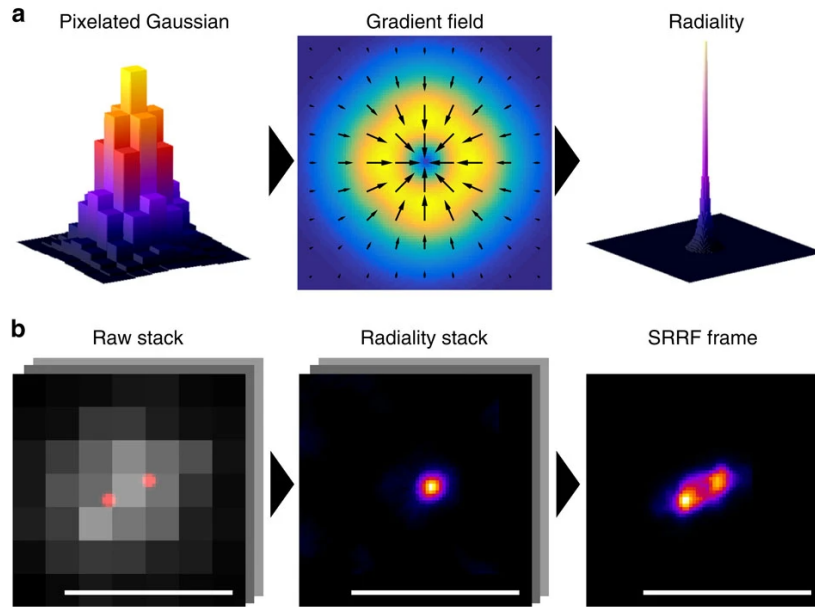 a
Pixelated Gaussian
Gradient field
Radiality
b
Raw stack
Radiality stack
SRRF frame